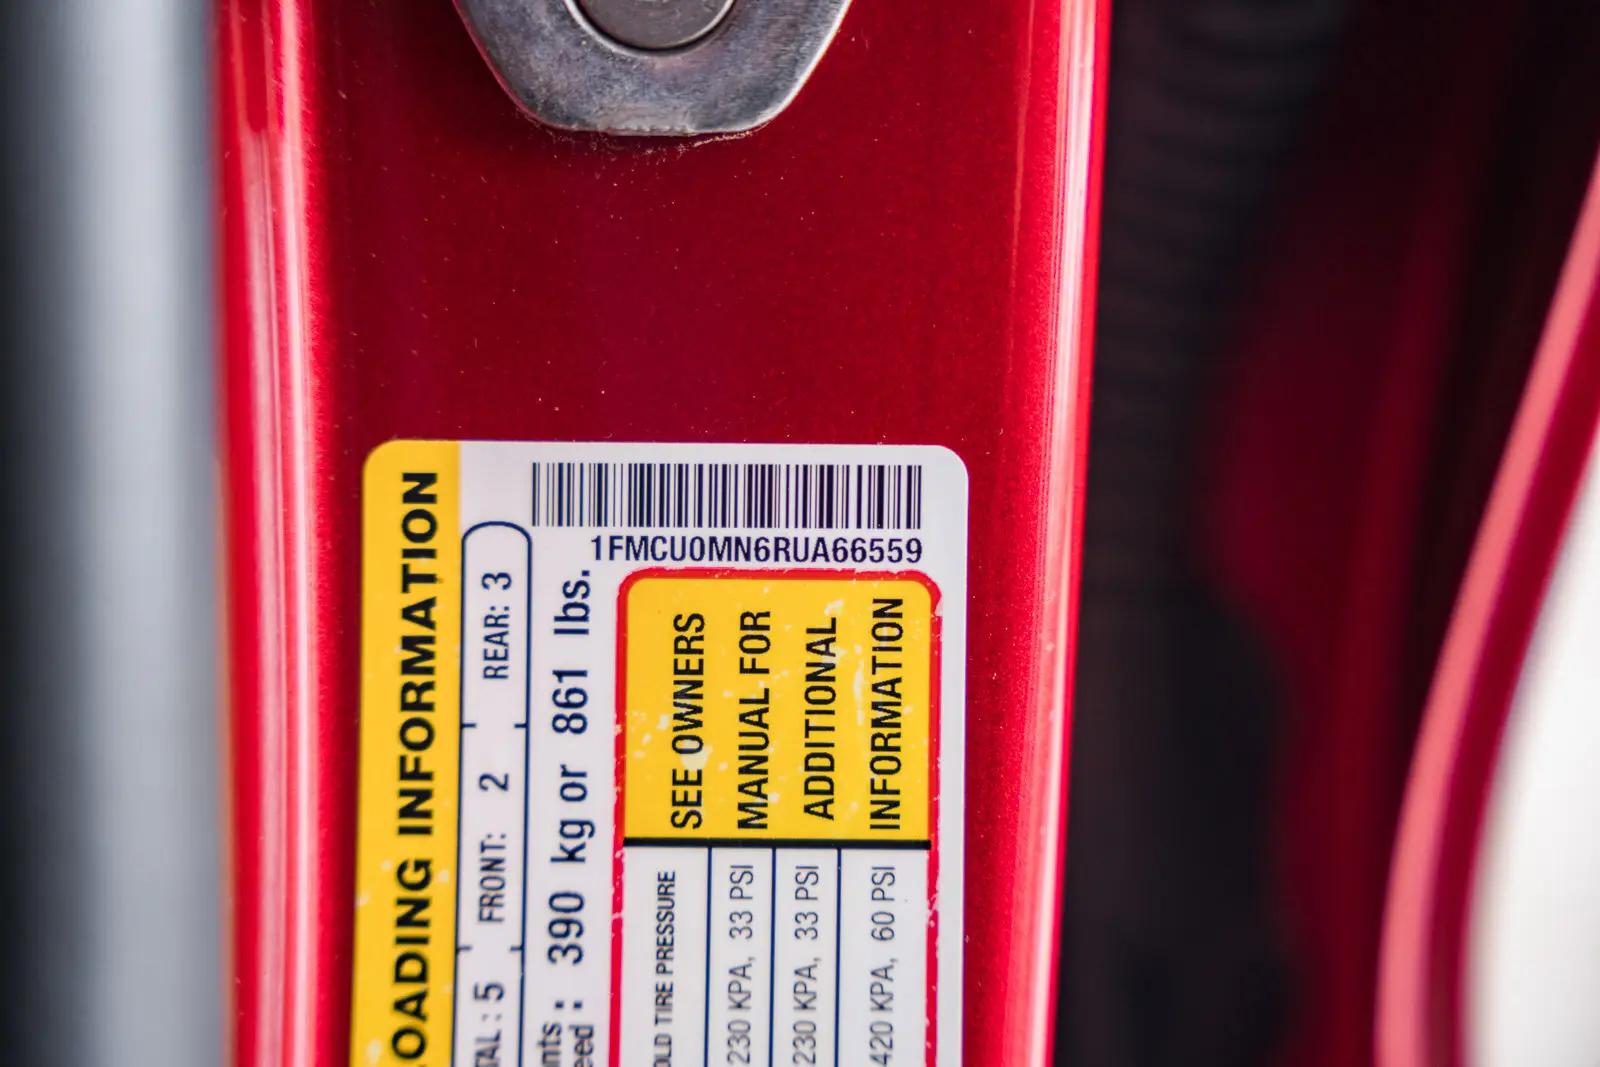 1FMCU0MN6RUA66559
LOADING INFORMATION
TAL : 5 FRONT: 2 REAR: 3
nts : 390 kg or 861 lbs.
eed
OLD TIRE PRESSURE
230 KPA, 33 PSI
230 KPA, 33 PSI
420 KPA, 60 PSI
SEE OWNERS
MANUAL FOR
ADDITIONAL
INFORMATION